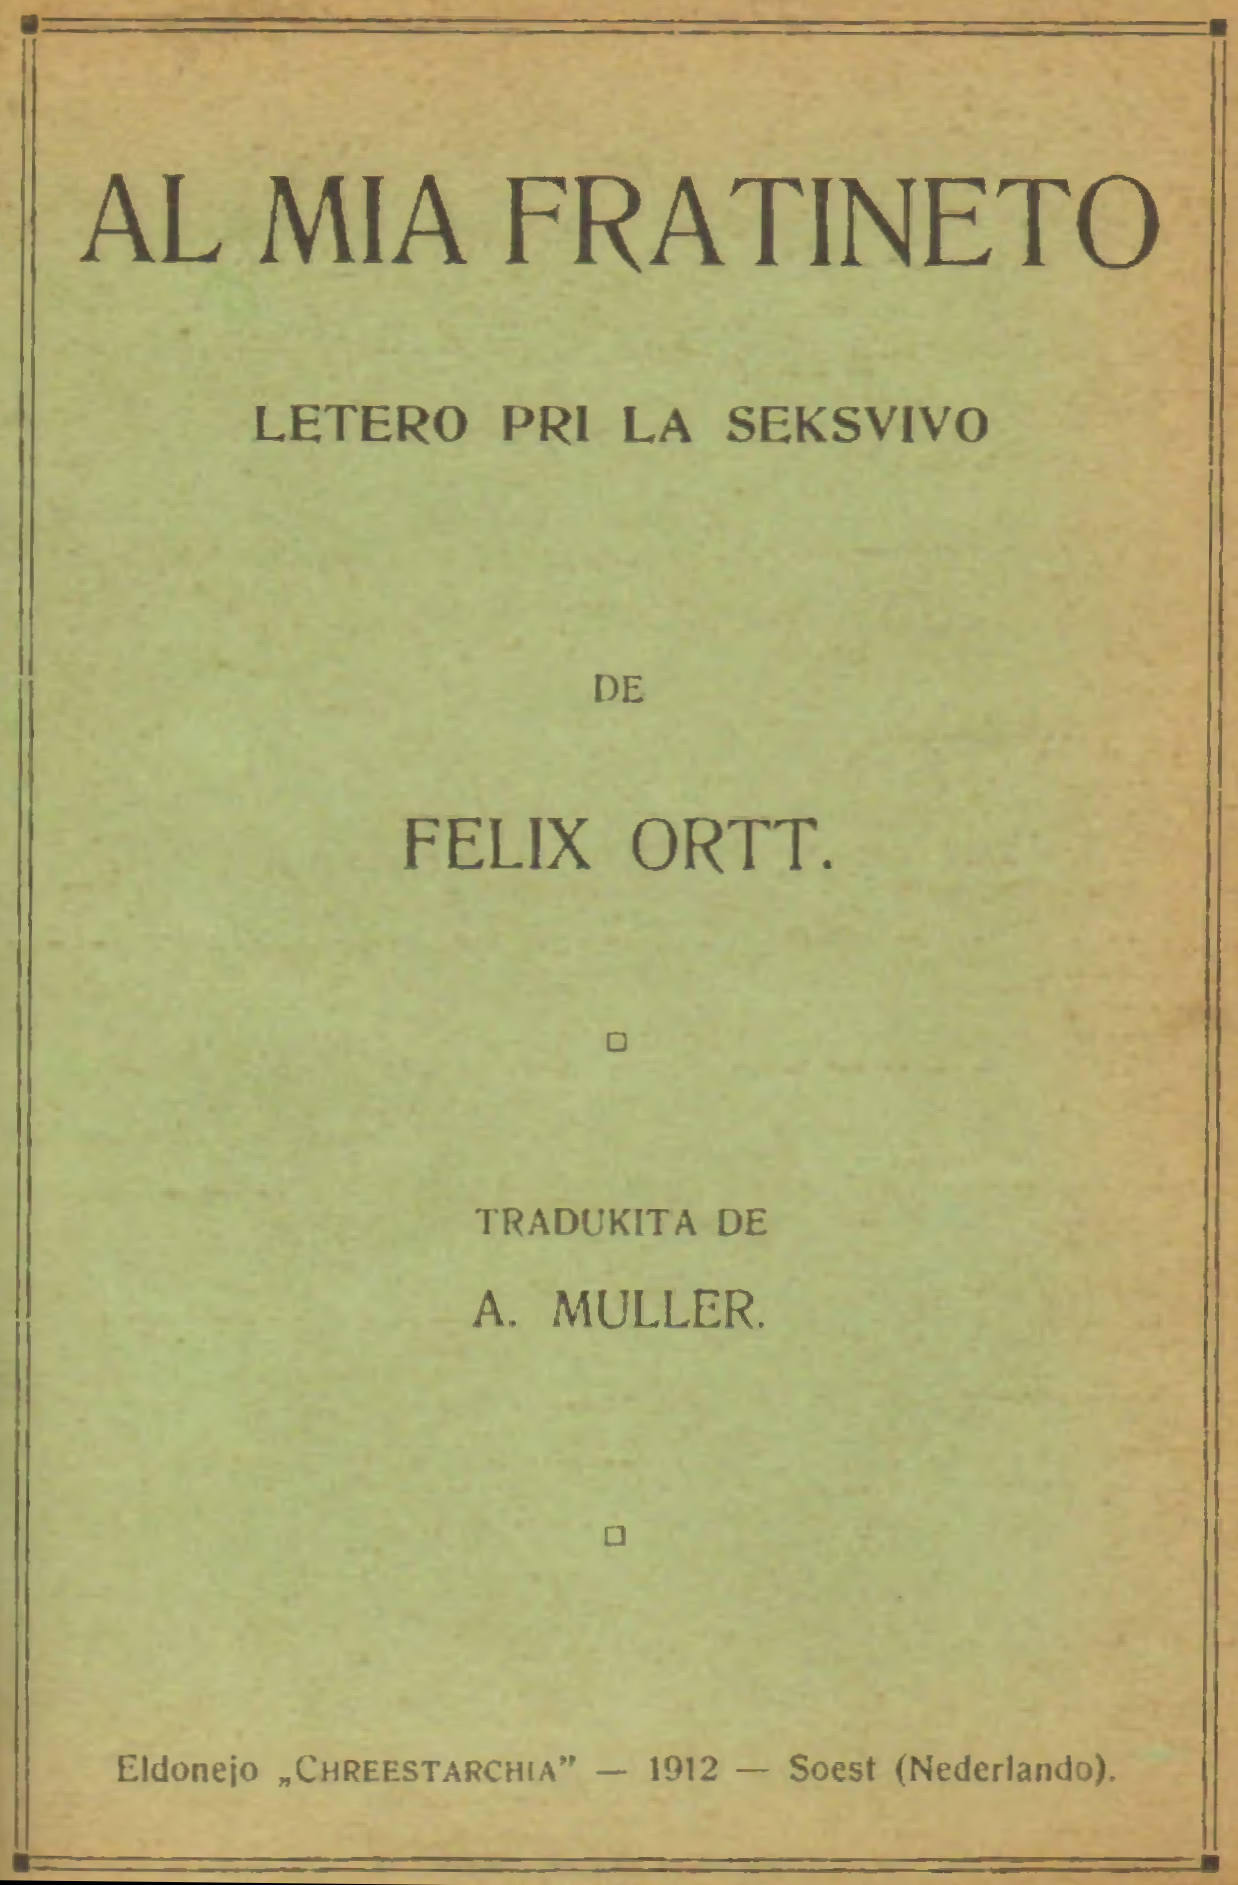 AL MIA FRATINETO
LETERO PRI LA SEKSVIVO
DE
FELIX ORTT.
TRADUKITA DE
A. MULLER.
Eldonejo „CHREESTARCHIA” — 1912 — Soest (Nederlando).